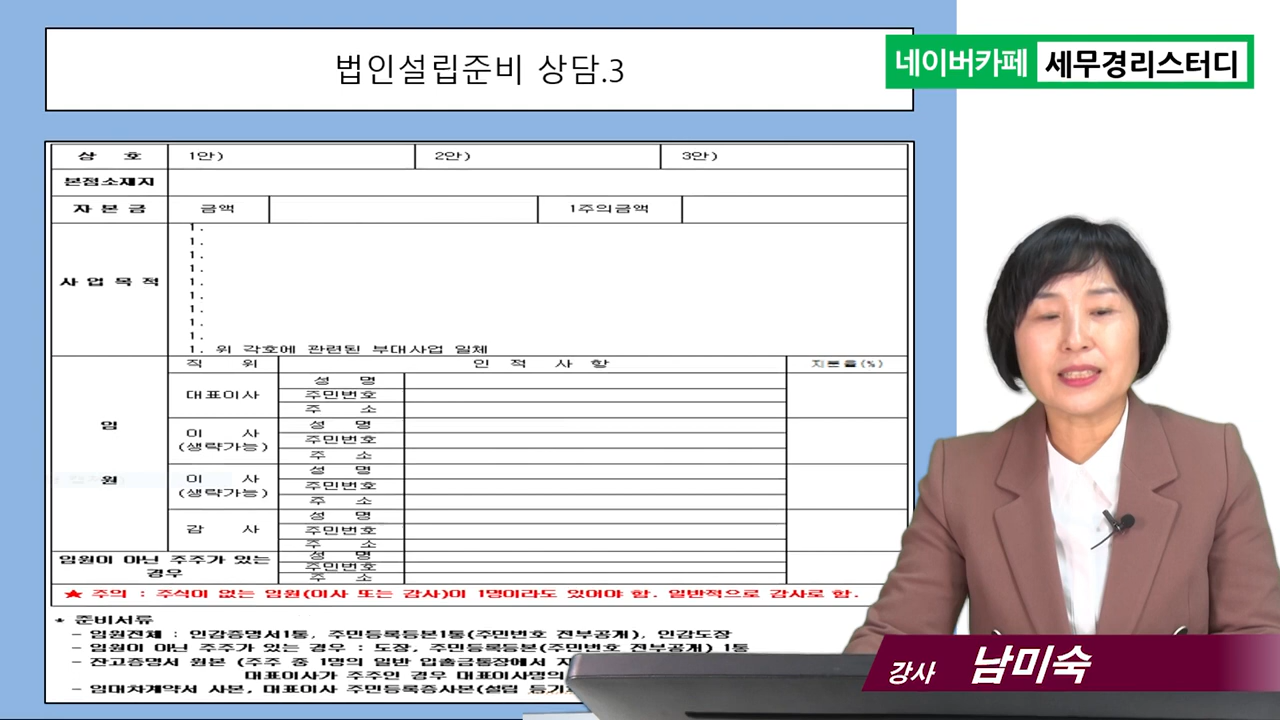 법인설립준비 상담.3
네이버카페 세무경리스터디
상 호 1안) 2안) 3안)
본점소재지
자 본 금 금액 1주의금액
사 업 목 적
1.
1.
1.
1.
1.
1.
1.
1.
1.
1. 위 각호에 관련된 부대사업 일체
임 원
직 위 인 적 사 항 지분율(%)
대표이사
성 명
주민번호
주 소
이 사
(생략가능)
성 명
주민번호
주 소
이 사
(생략가능)
성 명
주민번호
주 소
감 사
성 명
주민번호
주 소
임원이 아닌 주주가 있는
경우
성 명
주민번호
주 소
★ 주의 : 주식이 없는 임원(이사 또는 감사)이 1명이라도 있어야 함. 일반적으로 감사로 함.
* 준비서류
- 임원전체 : 인감증명서1통, 주민등록등본1통(주민번호 전부공개), 인감도장
- 임원이 아닌 주주가 있는 경우 : 도장, 주민등록등본(주민번호 전부공개) 1통
- 잔고증명서 원본 (주주 중 1명의 일반 입출금통장에서
대표이사가 주주인 경우 대표이사명의
- 임대차계약서 사본, 대표이사 주민등록증사본(설립 등기
강사 남미숙